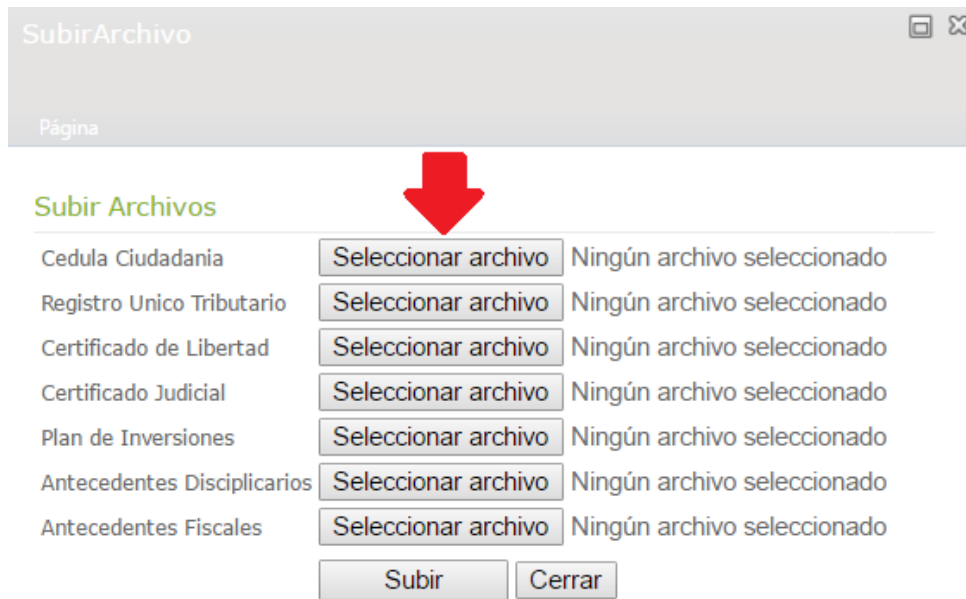 SubirArchivo
Página
Subir Archivos
Cedula Ciudadania Seleccionar archivo Ningún archivo seleccionado
Registro Unico Tributario Seleccionar archivo Ningún archivo seleccionado
Certificado de Libertad Seleccionar archivo Ningún archivo seleccionado
Certificado Judicial Seleccionar archivo Ningún archivo seleccionado
Plan de Inversiones Seleccionar archivo Ningún archivo seleccionado
Antecedentes Disciplicarios Seleccionar archivo Ningún archivo seleccionado
Antecedentes Fiscales Seleccionar archivo Ningún archivo seleccionado
Subir Cerrar